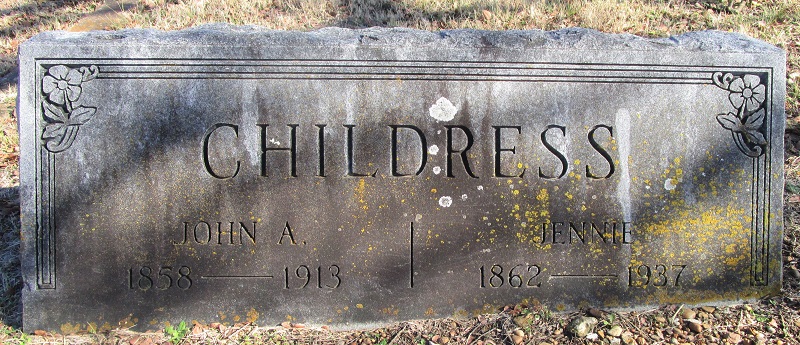 CHILDRESS
JOHN A. JENNIE
1858 — 1913 1862 — 1937